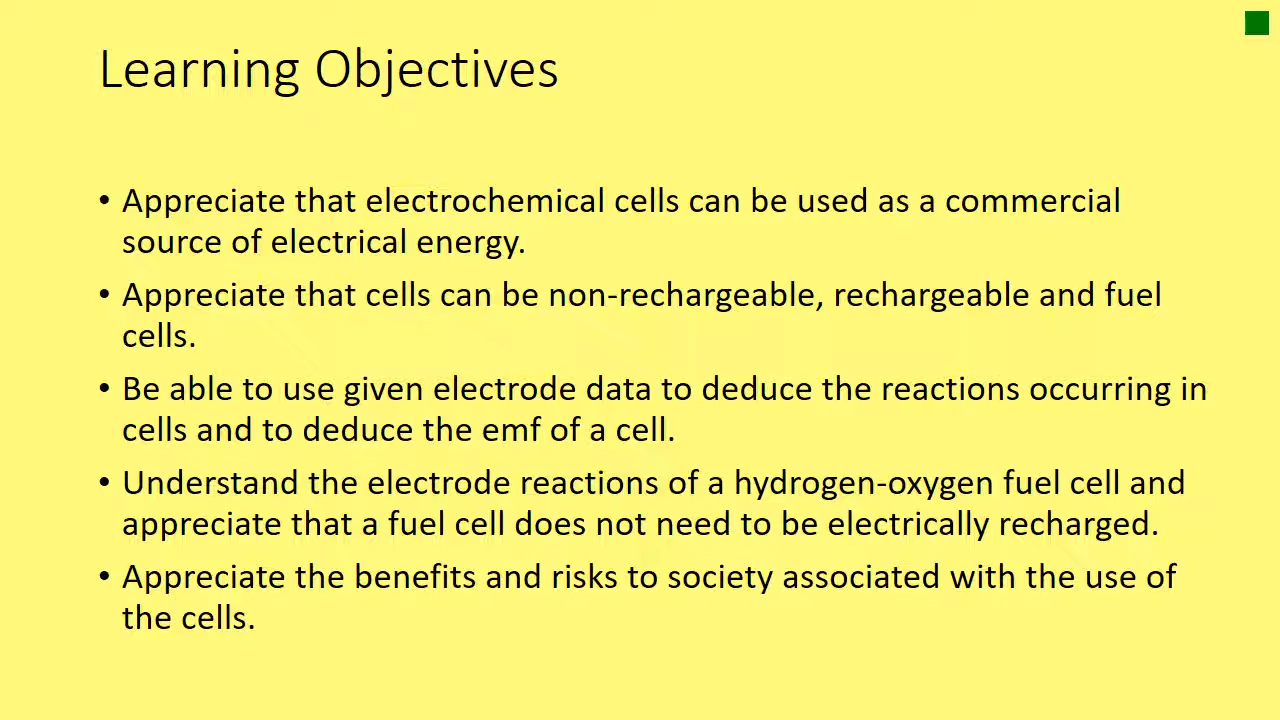 Learning Objectives
• Appreciate that electrochemical cells can be used as a commercial
source of electrical energy.
• Appreciate that cells can be non-rechargeable, rechargeable and fuel
cells.
• Be able to use given electrode data to deduce the reactions occurring in
cells and to deduce the emf of a cell.
• Understand the electrode reactions of a hydrogen-oxygen fuel cell and
appreciate that a fuel cell does not need to be electrically recharged.
• Appreciate the benefits and risks to society associated with the use of
the cells.